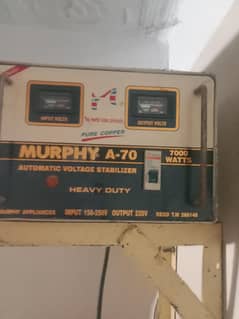 INPUT VOLTS
OUTPUT VOLTS
PURE COPPER
MURPHY A-70
7000
WATTS
AUTOMATIC VOLTAGE STABILIZER
HEAVY DUTY
MURPHY APPLIANCES INPUT 150-250V OUTPUT 220V REGD T.M